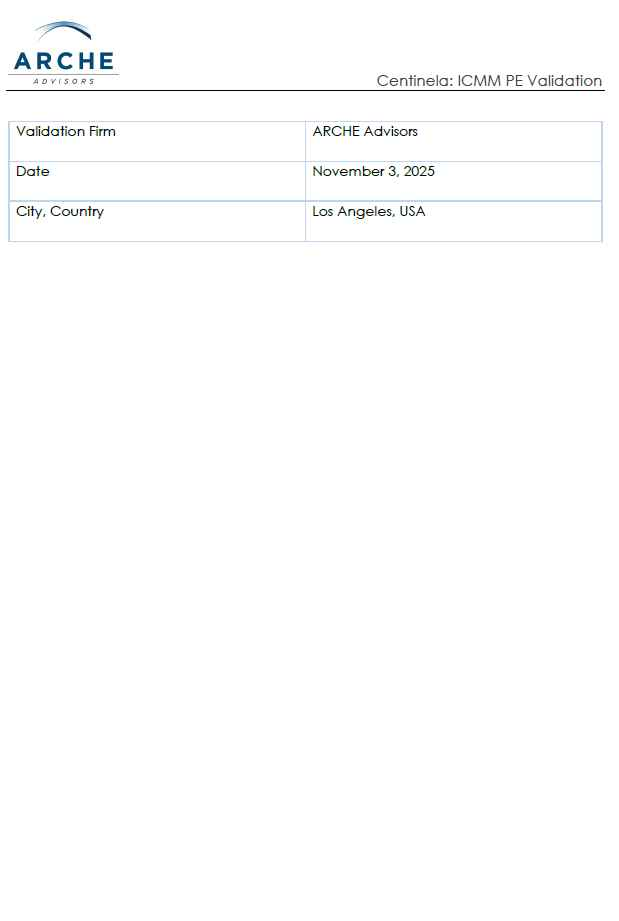 ARCHE
ADVISORS
Centinela: ICMM PE Validation
Validation Firm
ARCHE Advisors
Date
November 3, 2025
City, Country
Los Angeles, USA